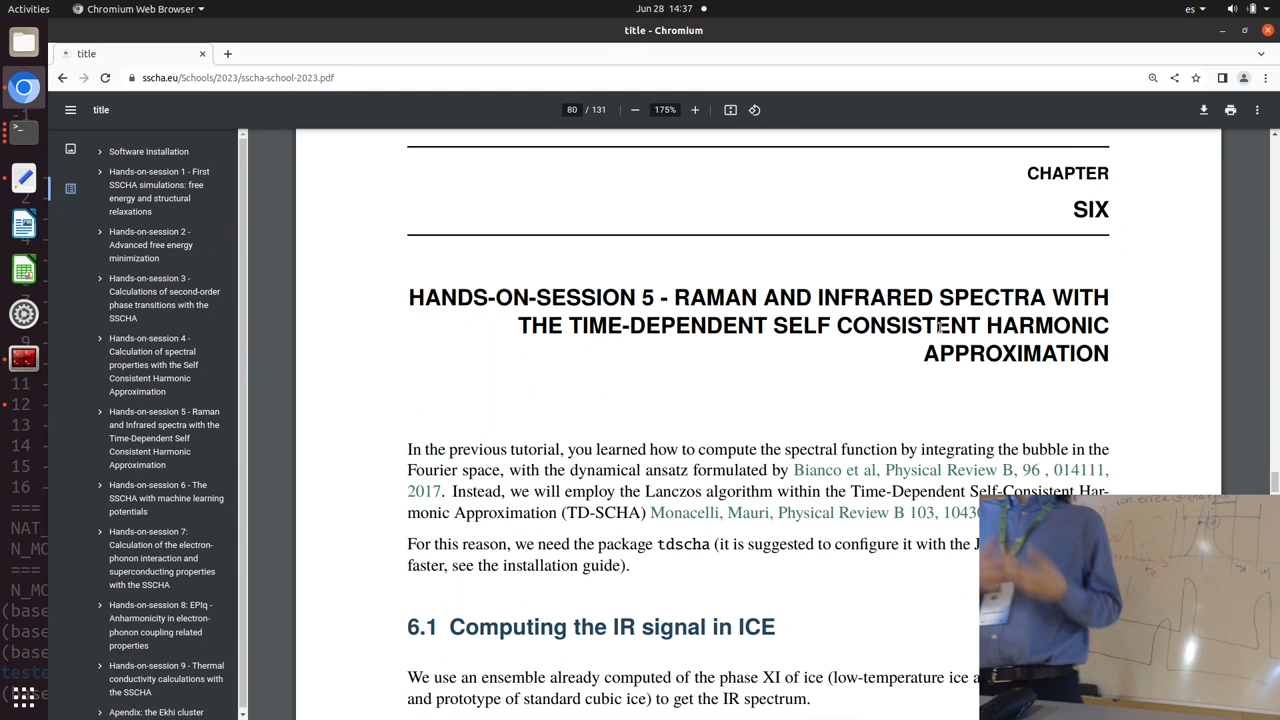 Activities
Chromium Web Browser
Jun 28 14:37
es
title - Chromium
title
sscha.eu/Schools/2023/sscha-school-2023.pdf
title
80 / 131
175%
Software Installation
Hands-on-session 1 - First
SSCHA simulations: free
energy and structural
relaxations
Hands-on-session 2 -
Advanced free energy
minimization
Hands-on-session 3 -
Calculations of second-order
phase transitions with the
SSCHA
Hands-on-session 4 -
Calculation of spectral
properties with the Self
Consistent Harmonic
Approximation
Hands-on-session 5 - Raman
and Infrared spectra with the
Time-Dependent Self
Consistent Harmonic
Approximation
Hands-on-session 6 - The
SSCHA with machine learning
potentials
Hands-on-session 7:
Calculation of the electron-
phonon interaction and
superconducting properties
with the SSCHA
Hands-on-session 8: EPIq -
Anharmonicity in electron-
phonon coupling related
properties
Hands-on-session 9 - Thermal
conductivity calculations with
the SSCHA
Apendix: the Ekhi cluster
11
12
13
14
15
16
===
NAT
N_MO
===
N_MO
(base
(base
(base
teste
CHAPTER
SIX
HANDS-ON-SESSION 5 - RAMAN AND INFRARED SPECTRA WITH
THE TIME-DEPENDENT SELF CONSISTENT HARMONIC
APPROXIMATION
In the previous tutorial, you learned how to compute the spectral function by integrating the bubble in the
Fourier space, with the dynamical ansatz formulated by Bianco et al, Physical Review B, 96 , 014111,
2017. Instead, we will employ the Lanczos algorithm within the Time-Dependent Self-Consistent Har-
monic Approximation (TD-SCHA) Monacelli, Mauri, Physical Review B 103, 1043
For this reason, we need the package tdscha (it is suggested to configure it with the J
faster, see the installation guide).
6.1 Computing the IR signal in ICE
We use an ensemble already computed of the phase XI of ice (low-temperature ice a
and prototype of standard cubic ice) to get the IR spectrum.